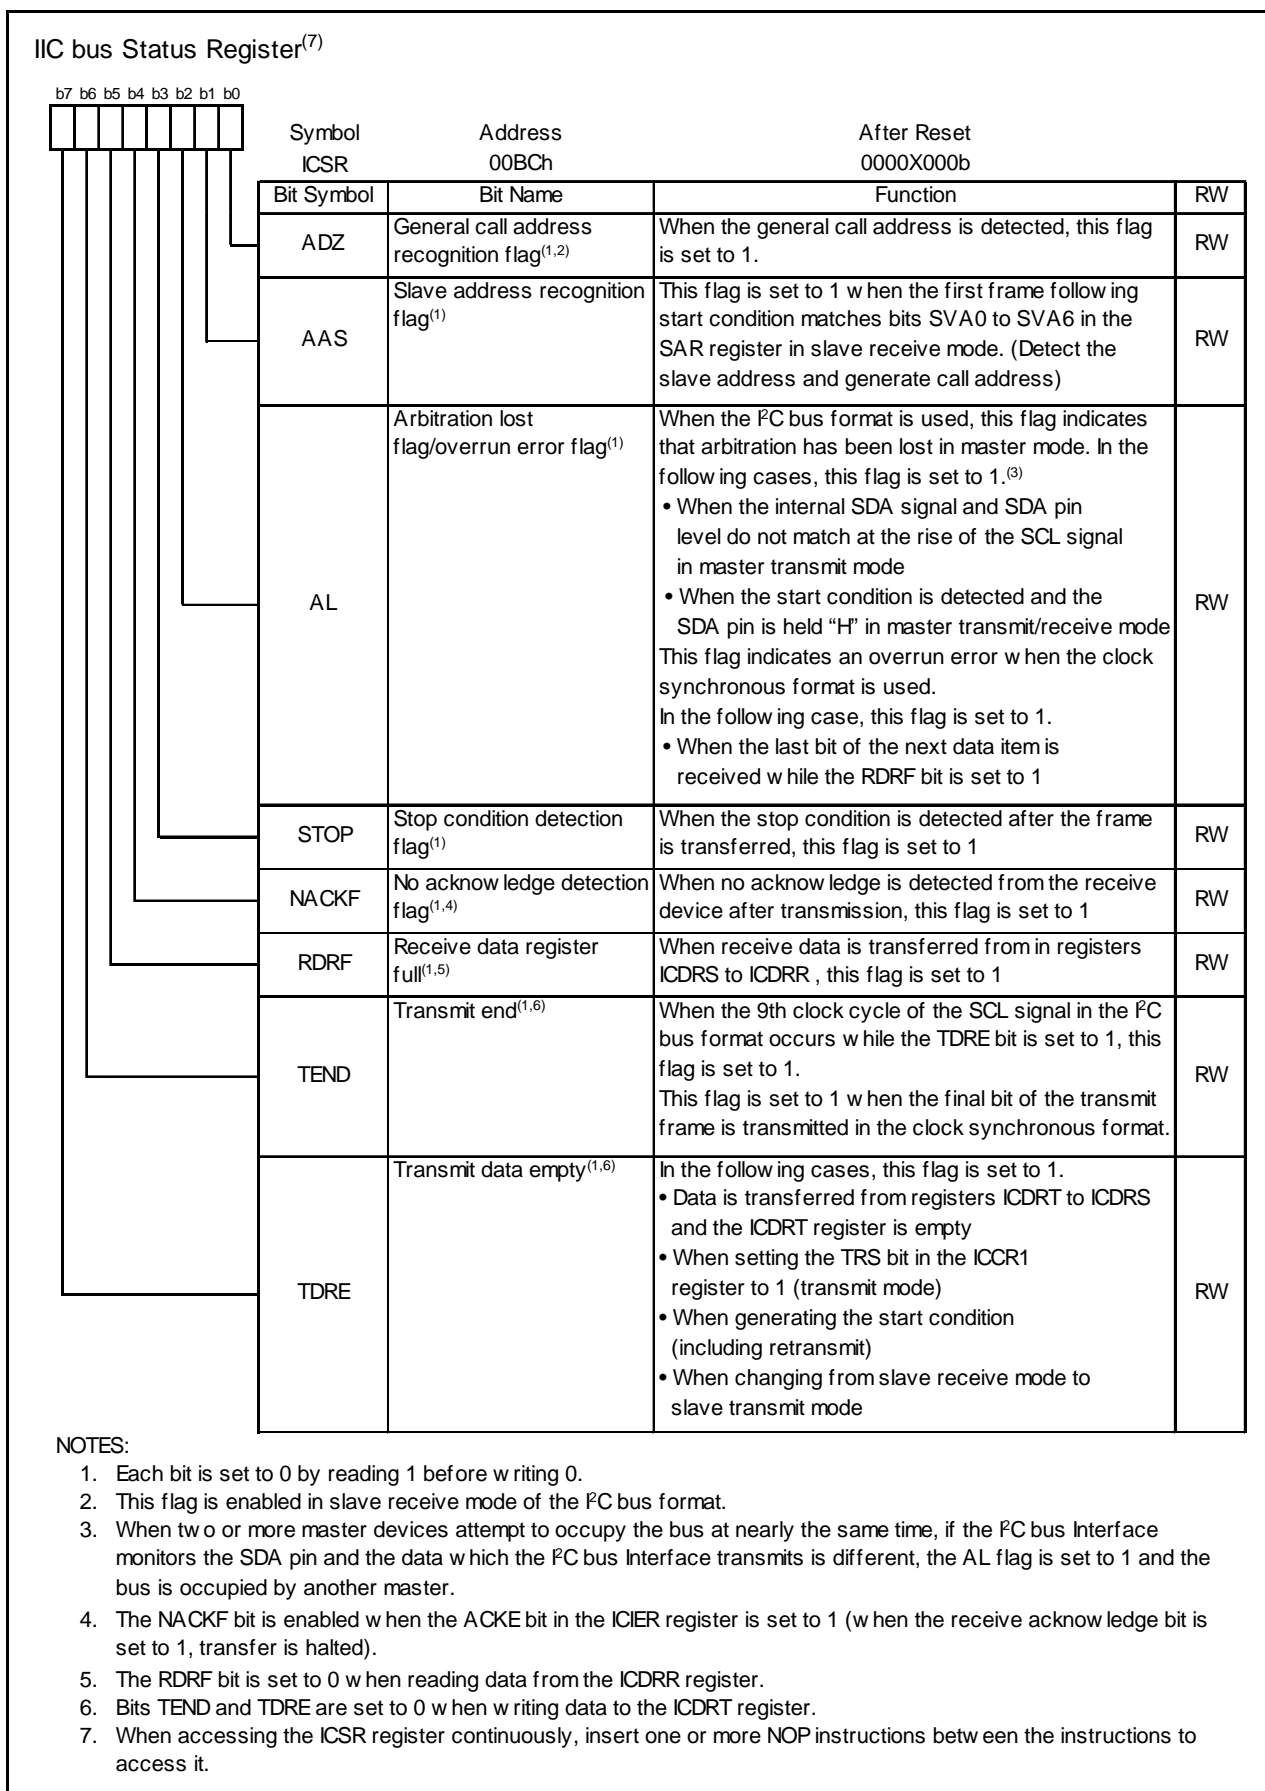 IIC bus Status Register(7)
b7 b6 b5 b4 b3 b2 b1 b0
Symbol Address After Reset
ICSR 00BCh 0000X000b
Bit Symbol Bit Name Function RW
ADZ
General call address
recognition flag(1,2)
When the general call address is detected, this flag
is set to 1.
RW
AAS
Slave address recognition
flag(1)
This flag is set to 1 when the first frame following
start condition matches bits SVA0 to SVA6 in the
SAR register in slave receive mode. (Detect the
slave address and generate call address)
RW
AL
Arbitration lost
flag/overrun error flag(1)
When the I2C bus format is used, this flag indicates
that arbitration has been lost in master mode. In the
following cases, this flag is set to 1.(3)
• When the internal SDA signal and SDA pin
level do not match at the rise of the SCL signal
in master transmit mode
• When the start condition is detected and the
SDA pin is held “H” in master transmit/receive mode
This flag indicates an overrun error when the clock
synchronous format is used.
In the following case, this flag is set to 1.
• When the last bit of the next data item is
received while the RDRF bit is set to 1
RW
STOP
Stop condition detection
flag(1)
When the stop condition is detected after the frame
is transferred, this flag is set to 1
RW
NACKF
No acknowledge detection
flag(1,4)
When no acknowledge is detected from the receive
device after transmission, this flag is set to 1
RW
RDRF
Receive data register
full(1,5)
When receive data is transferred from in registers
ICDRS to ICDRR , this flag is set to 1
RW
TEND
Transmit end(1,6)
When the 9th clock cycle of the SCL signal in the I2C
bus format occurs while the TDRE bit is set to 1, this
flag is set to 1.
This flag is set to 1 when the final bit of the transmit
frame is transmitted in the clock synchronous format.
RW
TDRE
Transmit data empty(1,6)
In the following cases, this flag is set to 1.
• Data is transferred from registers ICDRT to ICDRS
and the ICDRT register is empty
• When setting the TRS bit in the ICCR1
register to 1 (transmit mode)
• When generating the start condition
(including retransmit)
• When changing from slave receive mode to
slave transmit mode
RW
NOTES:
1. Each bit is set to 0 by reading 1 before writing 0.
2. This flag is enabled in slave receive mode of the I2C bus format.
3. When two or more master devices attempt to occupy the bus at nearly the same time, if the I2C bus Interface
monitors the SDA pin and the data which the I2C bus Interface transmits is different, the AL flag is set to 1 and the
bus is occupied by another master.
4. The NACKF bit is enabled when the ACKE bit in the ICIER register is set to 1 (when the receive acknowledge bit is
set to 1, transfer is halted).
5. The RDRF bit is set to 0 when reading data from the ICDRR register.
6. Bits TEND and TDRE are set to 0 when writing data to the ICDRT register.
7. When accessing the ICSR register continuously, insert one or more NOP instructions between the instructions to
access it.